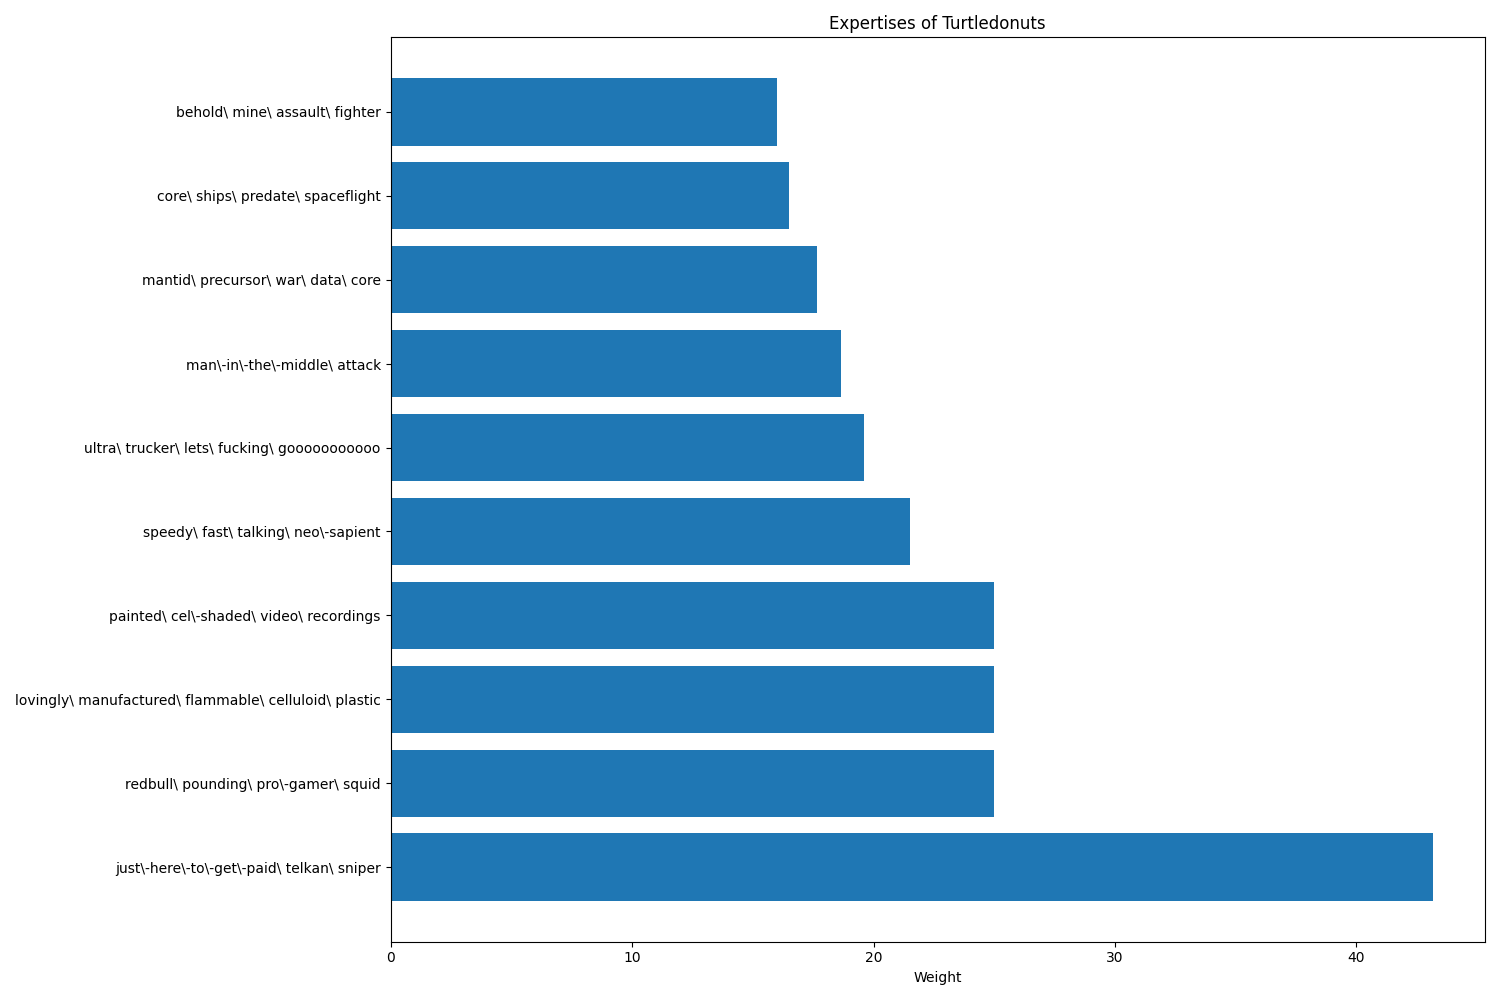 Expertises of Turtledonuts
behold\ mine\ assault\ fighter
core\ ships\ predate\ spaceflight
mantid\ precursor\ war\ data\ core
man\-in\-the\-middle\ attack
ultra\ trucker\ lets\ fucking\ gooooooooooo
speedy\ fast\ talking\ neo\-sapient
painted\ cel\-shaded\ video\ recordings
lovingly\ manufactured\ flammable\ celluloid\ plastic
redbull\ pounding\ pro\-gamer\ squid
just\-here\-to\-get\-paid\ telkan\ sniper
0 10 20 30 40
Weight